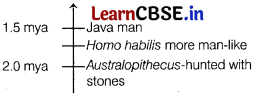 LearnCBSE.in
1.5 mya Java man
Homo habilis more man-like
2.0 mya Australopithecus-hunted with
stones